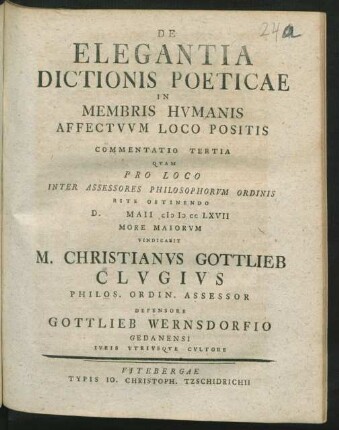 24a
DE
ELEGANTIA
DICTIONIS POETICAE
IN
MEMBRIS HVMANIS
AFFECTVVM LOCO POSITIS
COMMENTATIO TERTIA
QVEM
PRO LOCO
INTER ASSESSORES PHILOSOPHORVM ORDINIS
RITE OBTINENDO
D. MAII cIↄ Iↄ cc LXVII
MORE MAIORVM
VINDICABIT
M. CHRISTIANVS GOTTLIEB
CLVGIVS
PHILOS. ORDIN. ASSESSOR
DEFENSORE
GOTTLIEB WERNSDORFIO
GEDANENSI
IVRIS VTRIVSQVE CVLTORE
VITEBERGAE
TYPIS IO. CHRISTOPH. TZSCHIDRICHII